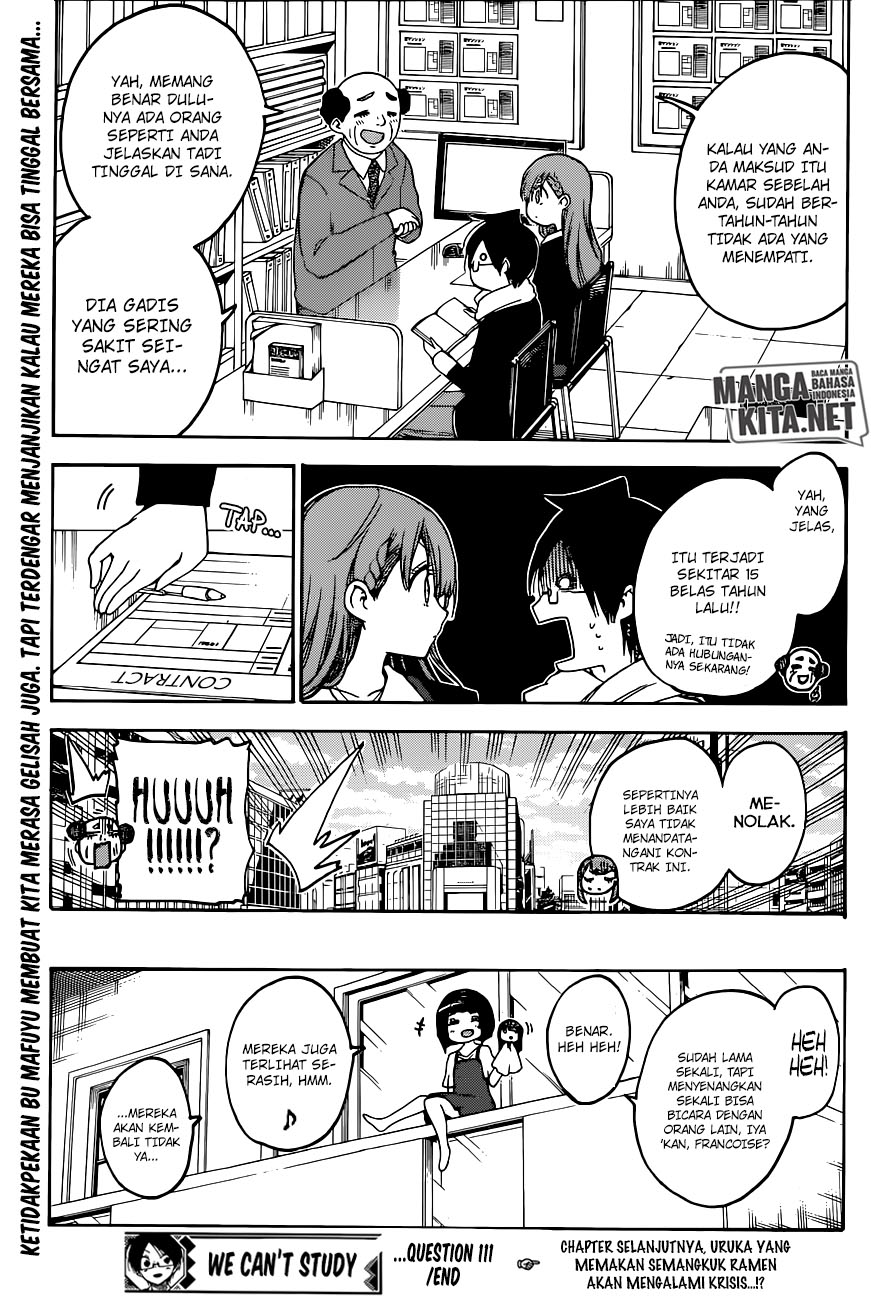 KALAU YANG AN-
DA MAKSUD ITU
KAMAR SEBELAH
ANDA, SUDAH BER-
TAHUN-TAHUN
TIDAK ADA YANG
MENEMPATI.
YAH, MEMANG
BENAR DULU-
NYA ADA ORANG
SEPERTI ANDA
JELASKAN TADI
TINGGAL DI SANA.
DIA GADIS
YANG SERING
SAKIT SEI-
NGAT SAYA...
MANGA
KITA.NET
BACA MANGA
BAHASA
INDONESIA
YAH,
YANG
JELAS,
ITU TERJADI
SEKITAR 15
BELAS TAHUN
LALU!!
JADI, ITU TIDAK
ADA HUBUNGAN-
NYA SEKARANG!
TAP...
CONTRACT
ME-
NOLAK.
SEPERTINYA
LEBIH BAIK
SAYA TIDAK
MENANDATA-
NGANI KON-
TRAK INI.
HUUUH
!!!!!!?
HEH
HEH!
SUDAH LAMA
SEKALI, TAPI
MENYENANGKAN
SEKALI BISA
BICARA DENGAN
ORANG LAIN, IYA
'KAN, FRANCOISE?
BENAR.
HEH HEH!
MEREKA JUGA
TERLIHAT SE-
RASIH, HMM.
...MEREKA
AKAN KEM-
BALI TIDAK
YA...
KETIDAKPEKAAN BU MAFUYU MEMBUAT KITA MERASA GELISAH JUGA. TAPI TERDENGAR MENJANJIKAN KALAU MEREKA BISA TINGGAL BERSAMA...
WE CAN'T STUDY
...QUESTION 111
/END
CHAPTER SELANJUTNYA, URUKA YANG
MEMAKAN SEMANGKUK RAMEN
AKAN MENGALAMI KRISIS...!?